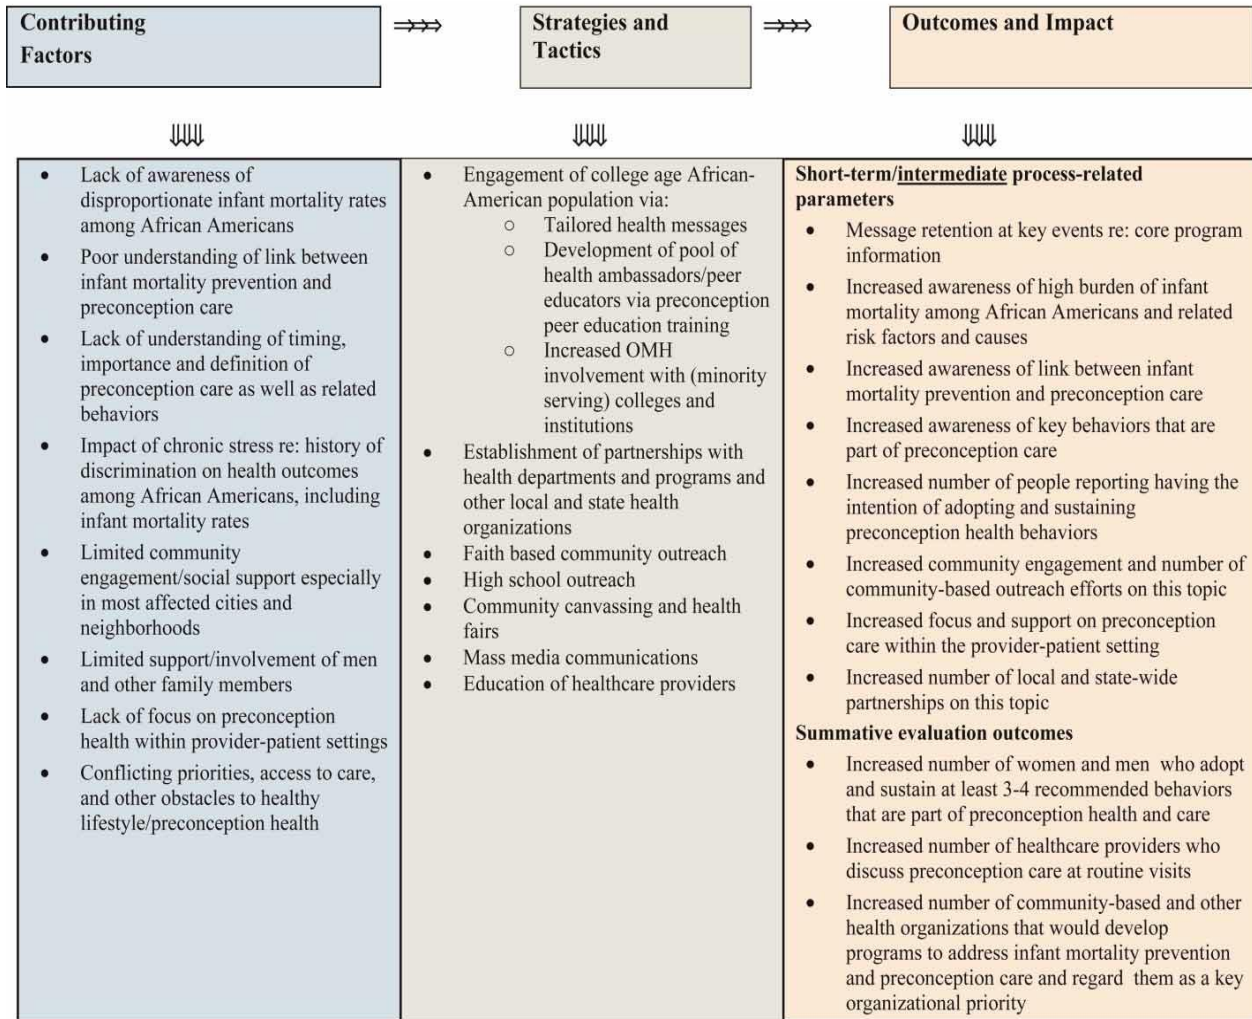 Contributing
Factors
⇒⇒⇒
Strategies and
Tactics
⇒⇒⇒
Outcomes and Impact
⇓⇓⇓
⇓⇓⇓
⇓⇓⇓
• Lack of awareness of
disproportionate infant mortality rates
among African Americans
• Poor understanding of link between
infant mortality prevention and
preconception care
• Lack of understanding of timing,
importance and definition of
preconception care as well as related
behaviors
• Impact of chronic stress re: history of
discrimination on health outcomes
among African Americans, including
infant mortality rates
• Limited community
engagement/social support especially
in most affected cities and
neighborhoods
• Limited support/involvement of men
and other family members
• Lack of focus on preconception
health within provider-patient settings
• Conflicting priorities, access to care,
and other obstacles to healthy
lifestyle/preconception health
• Engagement of college age African-
American population via:
○ Tailored health messages
○ Development of pool of
health ambassadors/peer
educators via preconception
peer education training
○ Increased OMH
involvement with (minority
serving) colleges and
institutions
• Establishment of partnerships with
health departments and programs and
other local and state health
organizations
• Faith based community outreach
• High school outreach
• Community canvassing and health
fairs
• Mass media communications
• Education of healthcare providers
Short-term/intermediate process-related
parameters
• Message retention at key events re: core program
information
• Increased awareness of high burden of infant
mortality among African Americans and related
risk factors and causes
• Increased awareness of link between infant
mortality prevention and preconception care
• Increased awareness of key behaviors that are
part of preconception care
• Increased number of people reporting having the
intention of adopting and sustaining
preconception health behaviors
• Increased community engagement and number of
community-based outreach efforts on this topic
• Increased focus and support on preconception
care within the provider-patient setting
• Increased number of local and state-wide
partnerships on this topic
Summative evaluation outcomes
• Increased number of women and men who adopt
and sustain at least 3-4 recommended behaviors
that are part of preconception health and care
• Increased number of healthcare providers who
discuss preconception care at routine visits
• Increased number of community-based and other
health organizations that would develop
programs to address infant mortality prevention
and preconception care and regard them as a key
organizational priority